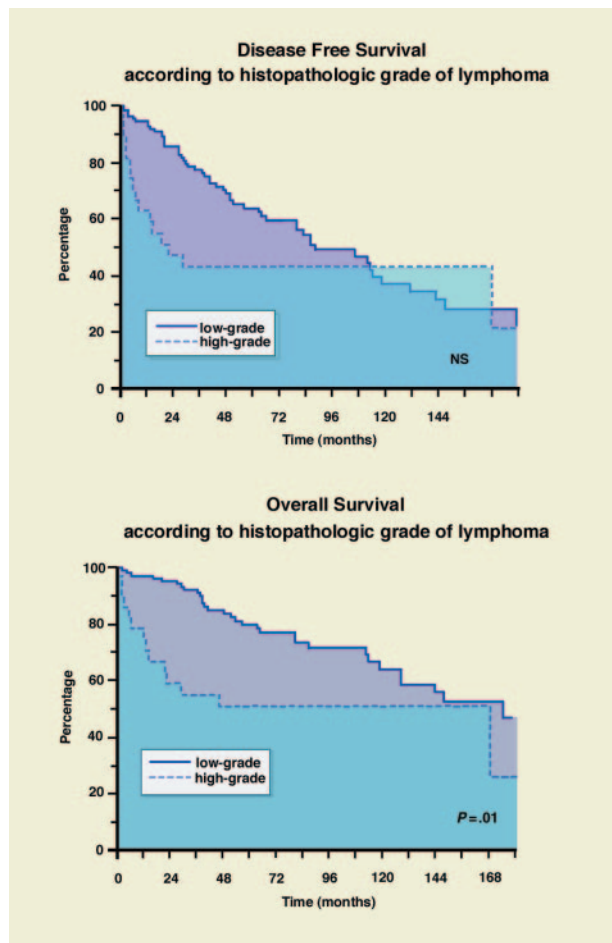 Disease Free Survival
according to histopathologic grade of lymphoma
100
80
60
40
20
0
Percentage
low-grade
high-grade
NS
0 24 48 72 96 120 144
Time (months)
Overall Survival
according to histopathologic grade of lymphoma
100
80
60
40
20
0
Percentage
low-grade
high-grade
P=.01
0 24 48 72 96 120 144 168
Time (months)